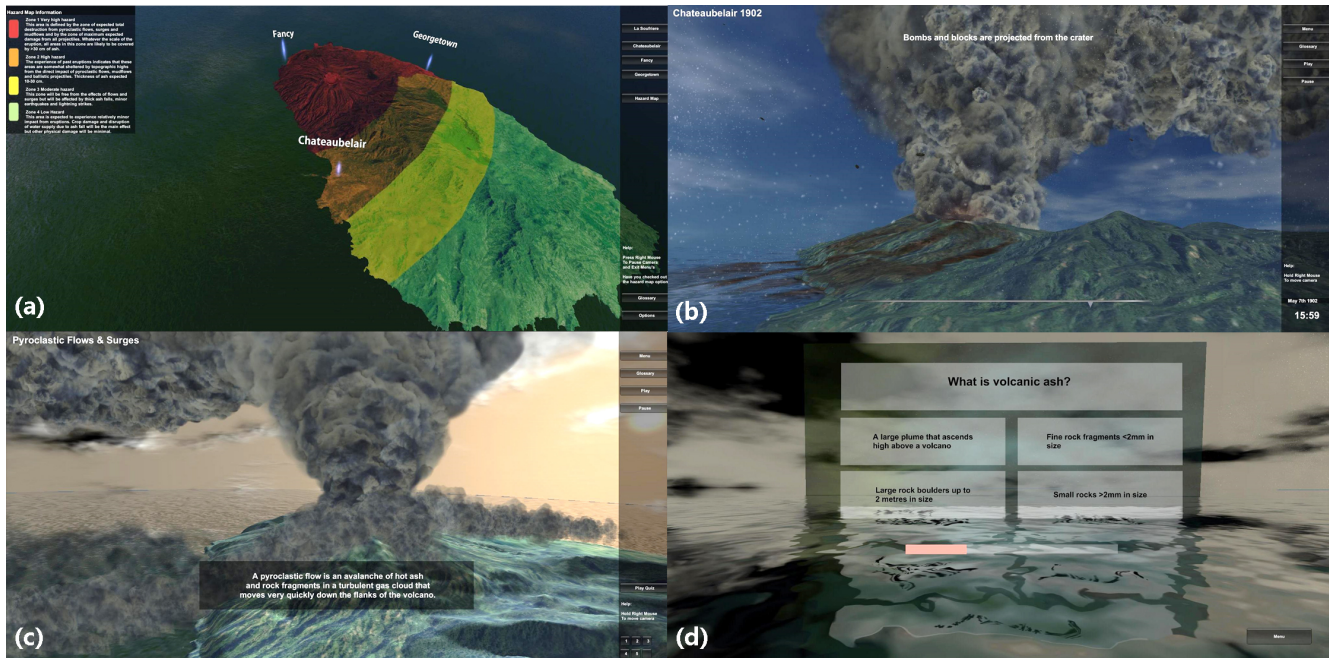 Hazard Map Information
Zone 1 Very high hazard
This area is defined by the zone of expected total
destruction from pyroclastic flows, surges and
mudflows and by the zone of maximum expected
damage from all projectiles. Whatever the scale of the
eruption, all areas in this zone are likely to be covered
by >30 cm of ash.
Zone 2 High hazard
The experience of past eruptions indicates that these
areas are somewhat sheltered by topographic highs
from the direct impact of pyroclastic flows, mudflows
and ballistic projectiles. Thickness of ash expected
10-30 cm.
Zone 3 Moderate hazard
This zone will be free from the effects of flows and
surges but will be affected by thick ash falls, minor
earthquakes and lightning strikes.
Zone 4 Low Hazard
This area is expected to experience relatively minor
impact from eruptions. Crop damage and disruption
of water supply due to ash fall will be the main effect
but other physical damage will be minimal.
Fancy
Georgetown
Chateaubelair
La Soufriere
Chateaubelair
Fancy
Georgetown
Hazard Map
Help:
Press Right Mouse
To Pause Camera
and Exit Menu's
Have you checked out
the hazard map option
Glossary
Options
(a)
Chateaubelair 1902
Bombs and blocks are projected from the crater
Menu
Glossary
Play
Pause
Help:
Hold Right Mouse
To move camera
May 7th 1902
15:59
(b)
Pyroclastic Flows & Surges
Menu
Glossary
Play
Pause
A pyroclastic flow is an avalanche of hot ash
and rock fragments in a turbulent gas cloud that
moves very quickly down the flanks of the volcano.
Play Quiz
Help:
Hold Right Mouse
To move camera
1 2 3
4 5
(c)
What is volcanic ash?
A large plume that ascends
high above a volcano
Fine rock fragments <2mm in
size
Large rock boulders up to
2 metres in size
Small rocks >2mm in size
Menu
(d)